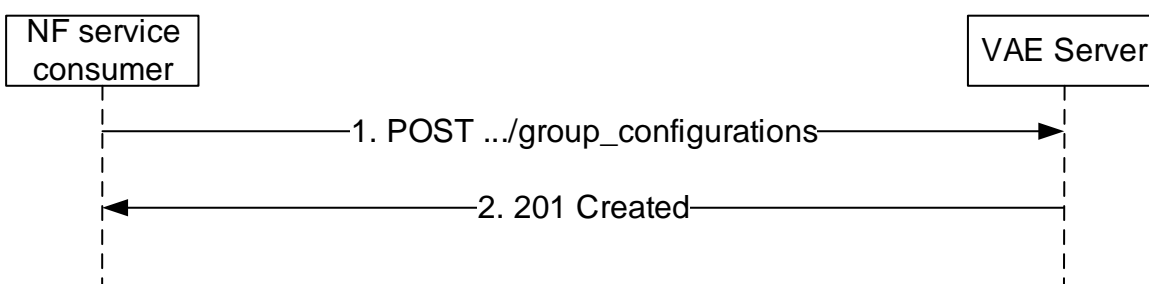 NF service
consumer
VAE Server
1. POST .../group_configurations
2. 201 Created